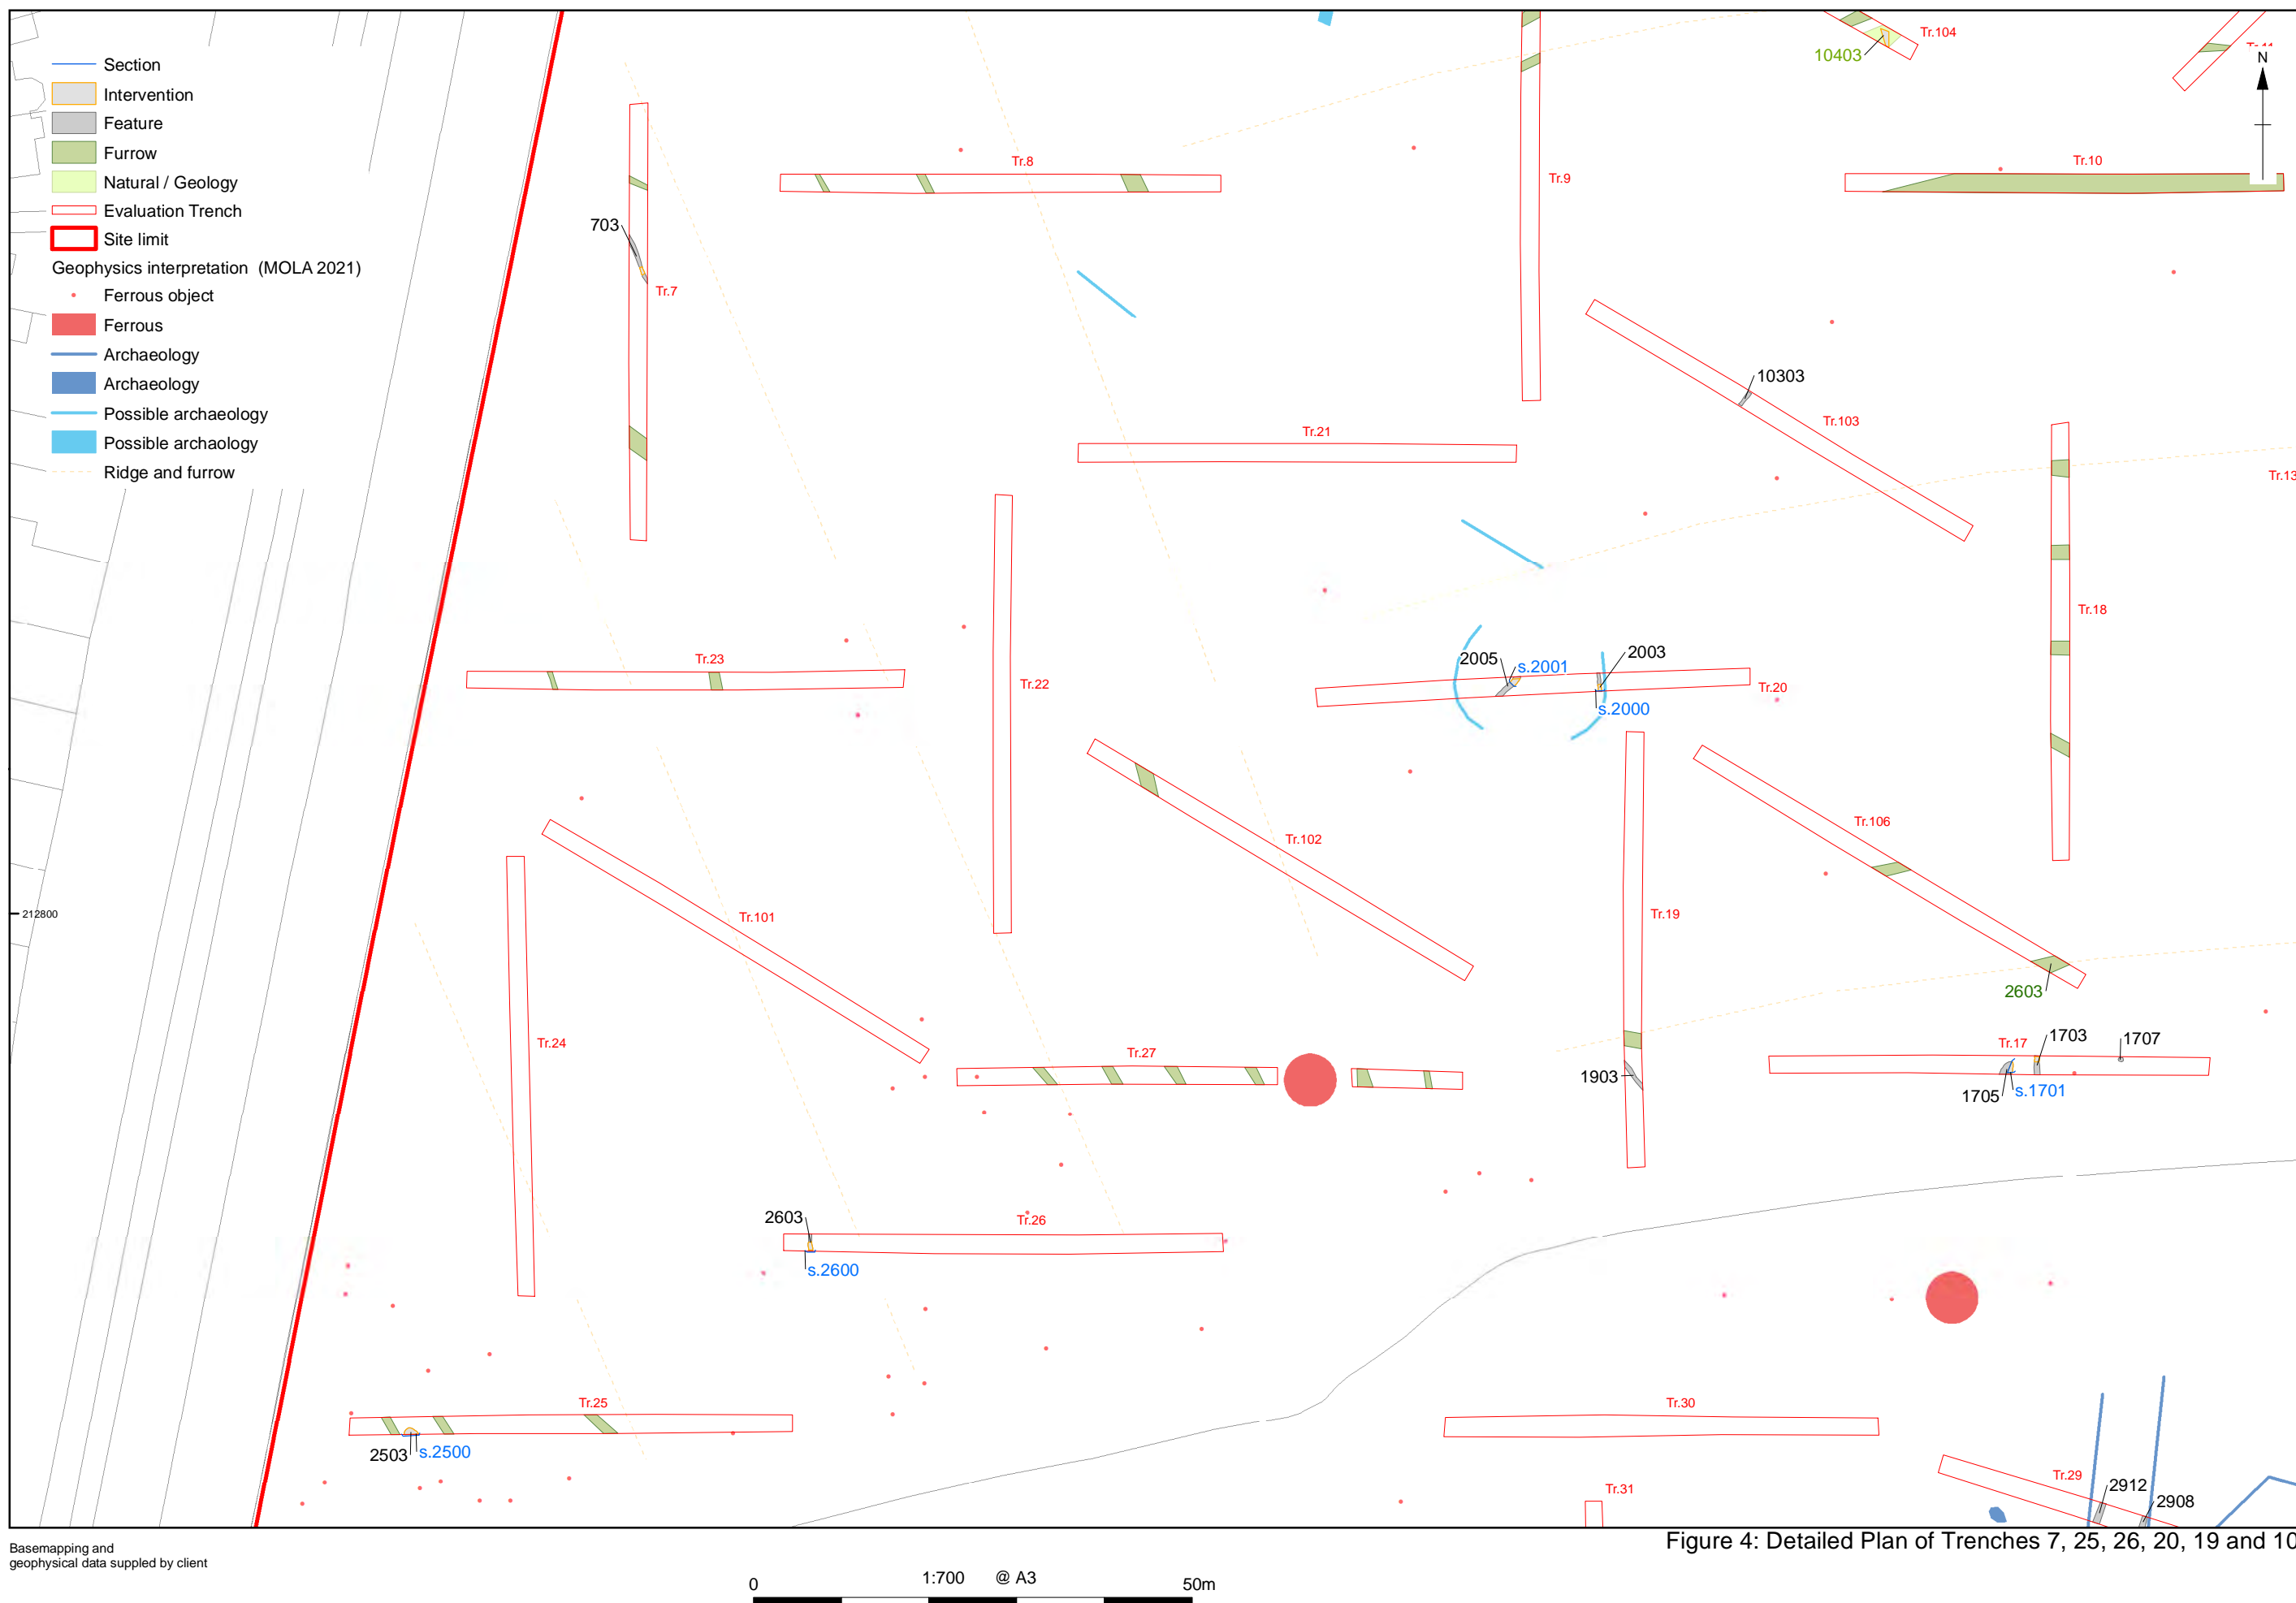 Section
Intervention
Feature
Furrow
Natural / Geology
Evaluation Trench
Site limit
Geophysics interpretation (MOLA 2021)
Ferrous object
Ferrous
Archaeology
Archaeology
Possible archaeology
Possible archaology
Ridge and furrow
Tr.104
10403
N
Tr.8
Tr.9
Tr.10
703
Tr.7
10303
Tr.103
Tr.21
Tr.13
Tr.18
Tr.23
Tr.22
2005
s.2001
2003
s.2000
Tr.20
Tr.102
Tr.106
Tr.101
Tr.19
212800
2603
Tr.24
Tr.27
1903
Tr.17
1703
1707
1705
s.1701
2603
Tr.26
s.2600
Tr.25
2503
s.2500
Tr.30
Tr.31
Tr.29
2912
2908
Figure 4: Detailed Plan of Trenches 7, 25, 26, 20, 19 and 10
Basemapping and
geophysical data suppled by client
0
1:700 @ A3
50m